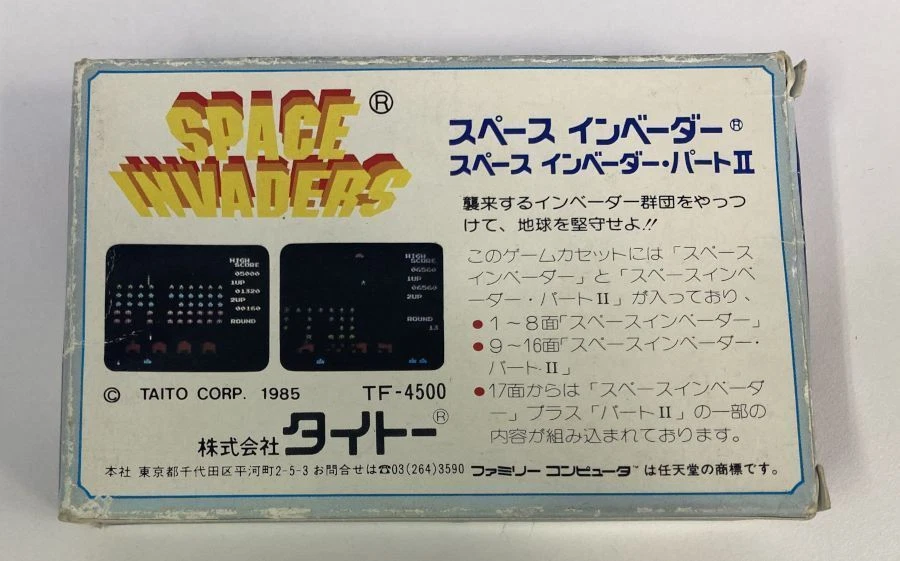 SPACE ®
INVADERS
スペース インベーダー®
スペース インベーダー・パートⅡ
襲来するインベーダー群団をやっつ
けて、地球を堅守せよ!!
HIGH
SCORE
05000
1UP
01320
2UP
00160
ROUND
HIGH
SCORE
06560
1UP
06560
2UP
ROUND
13
このゲームカセットには「スペース
インベーダー」と「スペースインベ
ーダー・パートⅡ」が入っており、
●1〜8面「スペースインベーダー」
●9〜16面「スペースインベーダー・
パートⅡ」
●17面からは「スペースインベーダ
ー」プラス「パートⅡ」の一部の
内容が組み込まれております。
© TAITO CORP. 1985 TF-4500
株式会社 タイトー®
本社 東京都千代田区平河町2-5-3 お問合せは☎03(264)3590
ファミリー コンピュータ™ は任天堂の商標です。